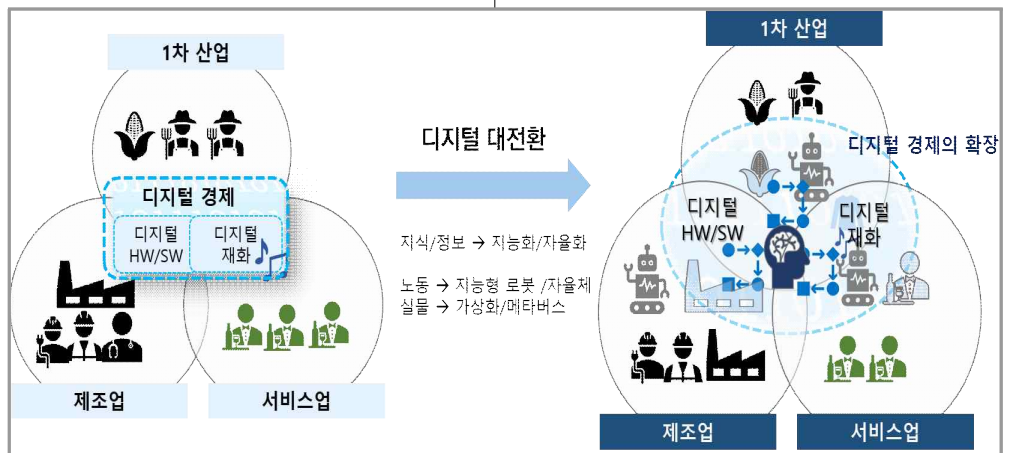 1차 산업
디지털 경제
디지털
HW/SW
디지털
재화
제조업
서비스업
디지털 대전환
지식/정보 → 지능화/자율화
노동 → 지능형 로봇 /자율체
실물 → 가상화/메타버스
1차 산업
디지털 경제의 확장
디지털
HW/SW
디지털
재화
제조업
서비스업